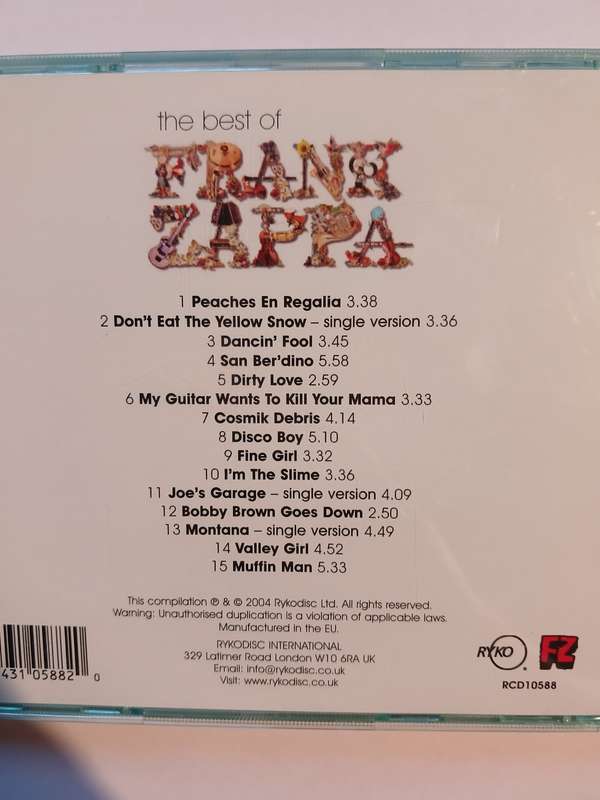 the best of
FRANK
ZAPPA
1 Peaches En Regalia 3.38
2 Don't Eat The Yellow Snow – single version 3.36
3 Dancin' Fool 3.45
4 San Ber'dino 5.58
5 Dirty Love 2.59
6 My Guitar Wants To Kill Your Mama 3.33
7 Cosmik Debris 4.14
8 Disco Boy 5.10
9 Fine Girl 3.32
10 I'm The Slime 3.36
11 Joe's Garage – single version 4.09
12 Bobby Brown Goes Down 2.50
13 Montana – single version 4.49
14 Valley Girl 4.52
15 Muffin Man 5.33
This compilation ℗ & © 2004 Rykodisc Ltd. All rights reserved.
Warning: Unauthorised duplication is a violation of applicable laws.
Manufactured in the EU.
RYKODISC INTERNATIONAL
329 Latimer Road London W10 6RA UK
Email: info@rykodisc.co.uk
Visit: www.rykodisc.co.uk
431 05882 0
RYKO
FZ
RCD10588